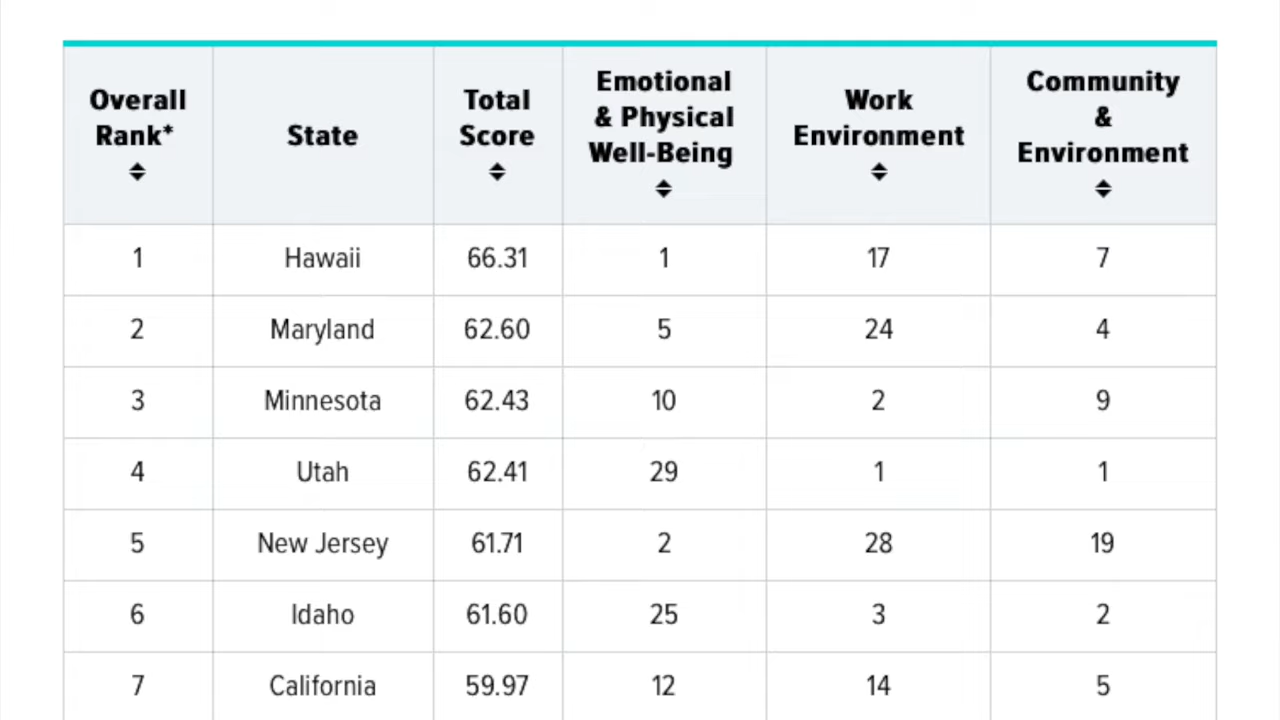 Overall Rank* State Total Score Emotional & Physical Well-Being Work Environment Community & Environment
1 Hawaii 66.31 1 17 7
2 Maryland 62.60 5 24 4
3 Minnesota 62.43 10 2 9
4 Utah 62.41 29 1 1
5 New Jersey 61.71 2 28 19
6 Idaho 61.60 25 3 2
7 California 59.97 12 14 5